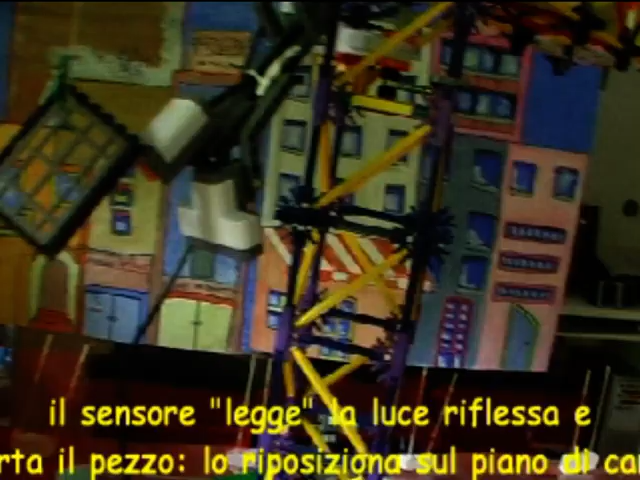 il sensore "legge" la luce riflessa e
rta il pezzo: lo riposiziona sul piano di ca